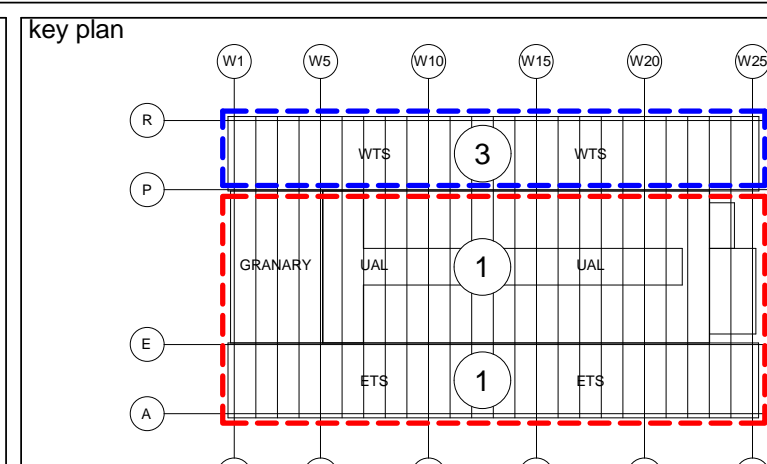 key plan
W1 W5 W10 W15 W20 W25
R
WTS 3 WTS
P
GRANARY UAL 1 UAL
E
ETS 1 ETS
A